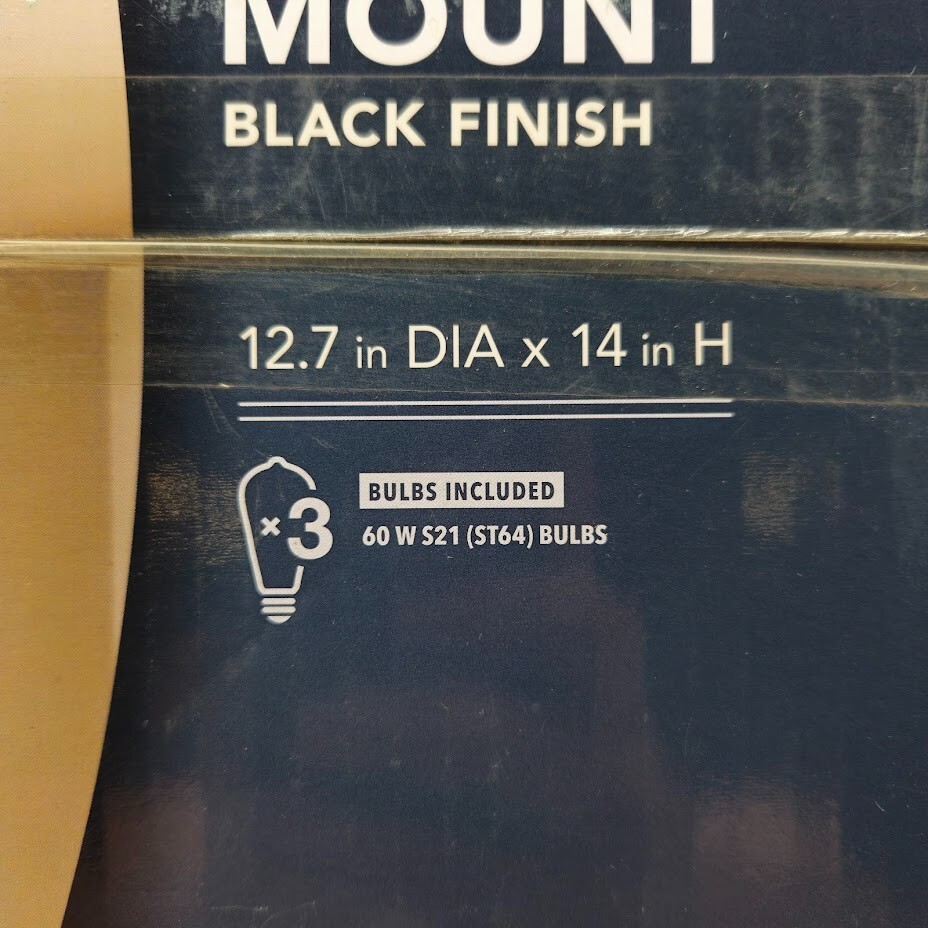 MOUNT
BLACK FINISH
12.7 in DIA x 14 in H
×3
BULBS INCLUDED
60 W S21 (ST64) BULBS